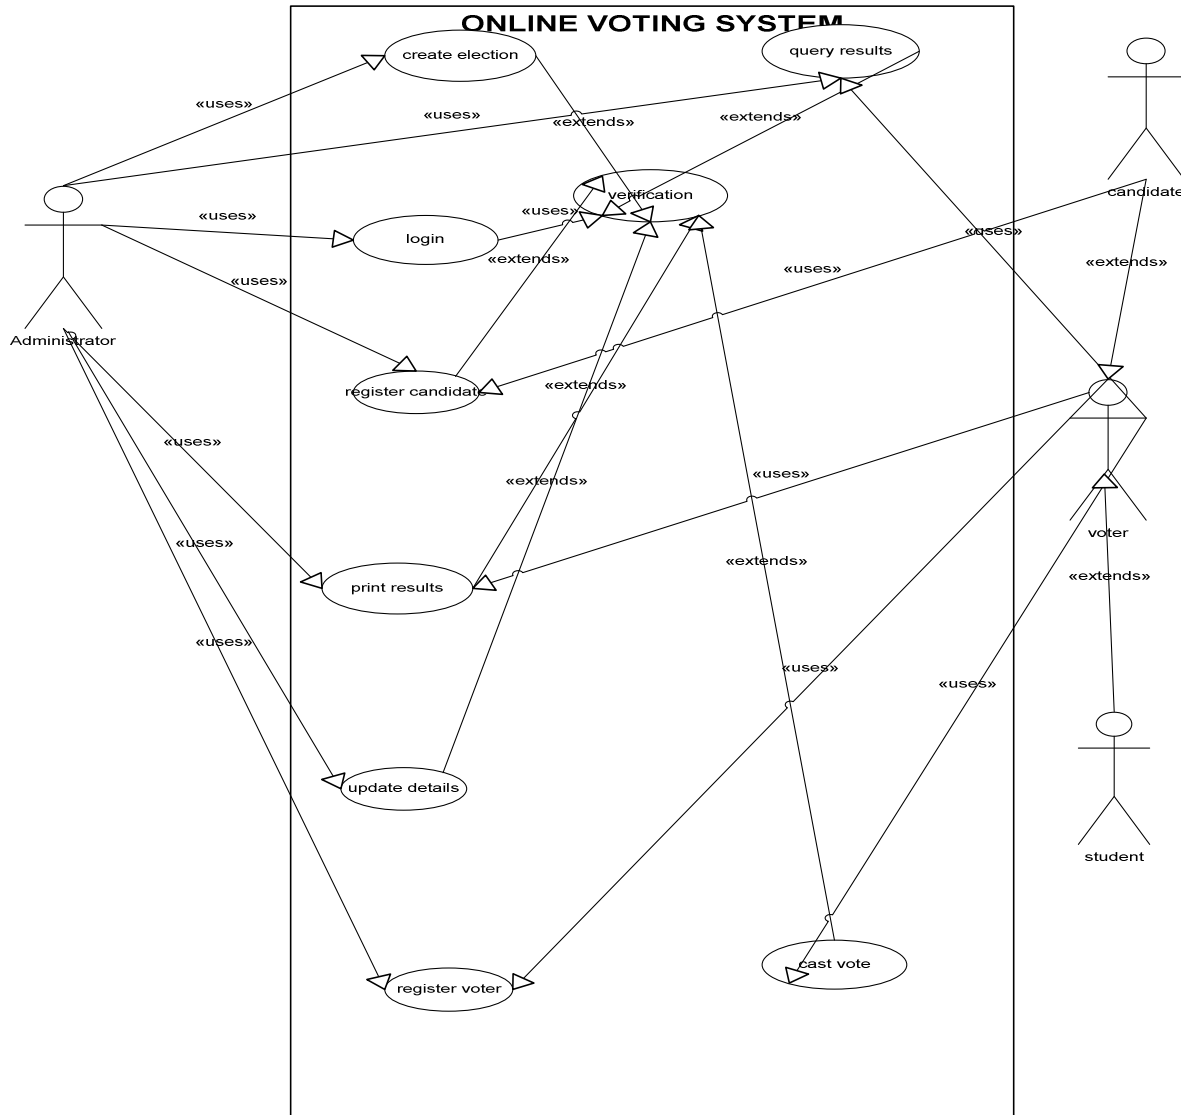 ONLINE VOTING SYSTEM
create election
query results
«uses»
«uses»
«extends»
«extends»
candidate
verification
«uses»
«uses»
login
«uses»
«extends»
«extends»
«uses»
«uses»
Administrator
register candidate
«extends»
«uses»
«uses»
«extends»
voter
«uses»
«extends»
«extends»
print results
«uses»
«uses»
«uses»
update details
student
cast vote
register voter